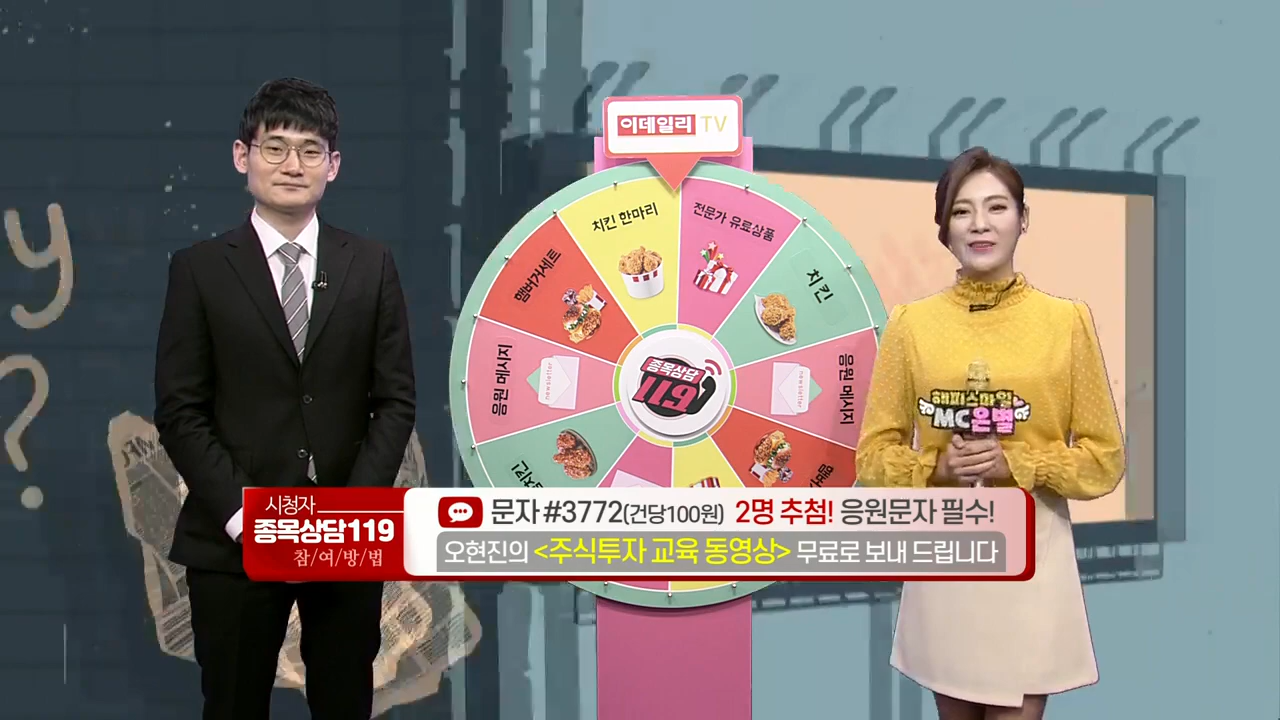 이데일리 TV
치킨 한마리
전문가 유료상품
햄버거세트
치킨
응원 메시지
newsletter
종목상담
119
newsletter
응원 메시지
y
?
해피스마일
MC은별
시청자
종목상담119
참/여/방/법
문자 #3772(건당100원) 2명 추첨! 응원문자 필수!
오현진의 <주식투자 교육 동영상> 무료로 보내 드립니다